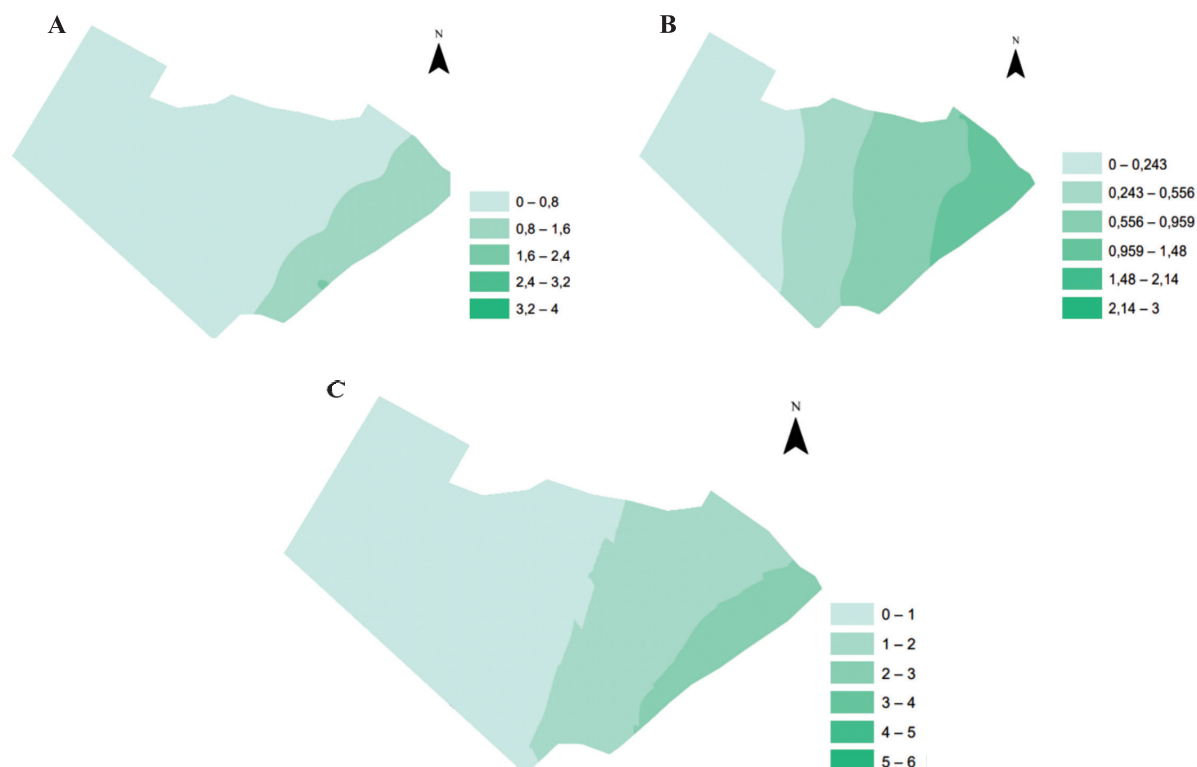 A
N
0 – 0,8
0,8 – 1,6
1,6 – 2,4
2,4 – 3,2
3,2 – 4
B
N
0 – 0,243
0,243 – 0,556
0,556 – 0,959
0,959 – 1,48
1,48 – 2,14
2,14 – 3
C
N
0 – 1
1 – 2
2 – 3
3 – 4
4 – 5
5 – 6